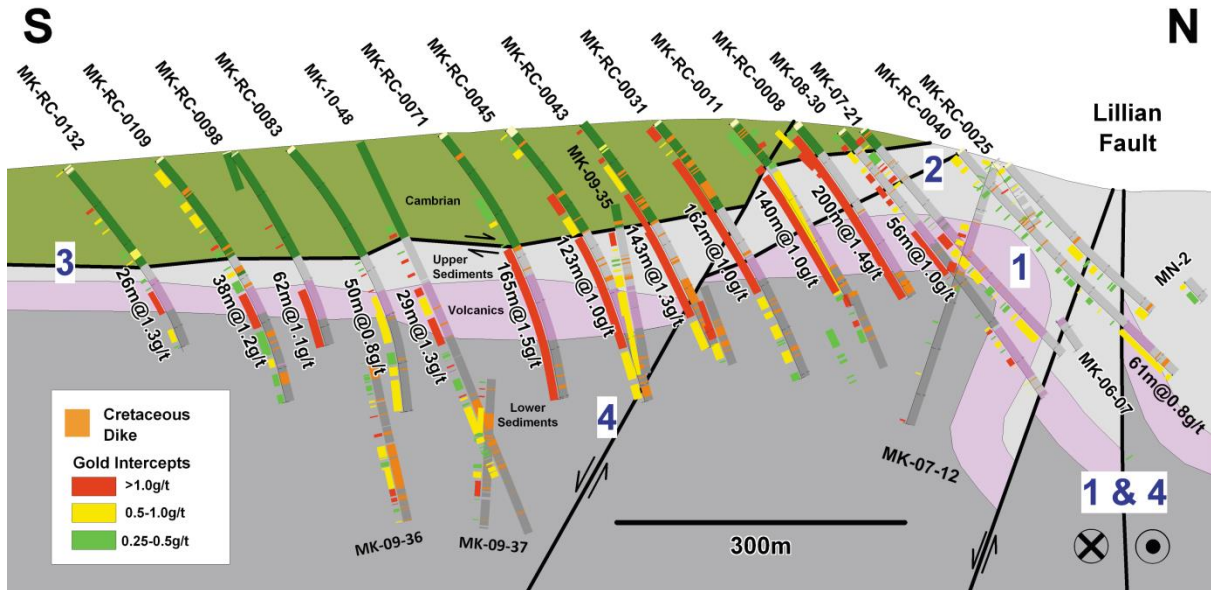 S
N
MK-RC-0132
MK-RC-0109
MK-RC-0098
MK-RC-0083
MK-10-48
MK-RC-0071
MK-RC-0045
MK-RC-0043
MK-RC-0031
MK-RC-0011
MK-RC-0008
MK-08-30
MK-07-21
MK-RC-0040
MK-RC-0025
Lillian
Fault
MK-09-35
Cambrian
2
3
Upper
Sediments
1
Volcanics
MN-2
26m@1.3g/t
38m@1.2g/t
62m@1.1g/t
50m@0.8g/t
29m@1.3g/t
165m@1.5g/t
123m@1.0g/t
143m@1.3g/t
162m@1.0g/t
140m@1.0g/t
200m@1.4g/t
56m@1.0g/t
61m@0.8g/t
MK-06-07
Lower
Sediments
4
MK-07-12
Cretaceous
Dike
Gold Intercepts
>1.0g/t
0.5-1.0g/t
0.25-0.5g/t
MK-09-36
MK-09-37
300m
1 & 4